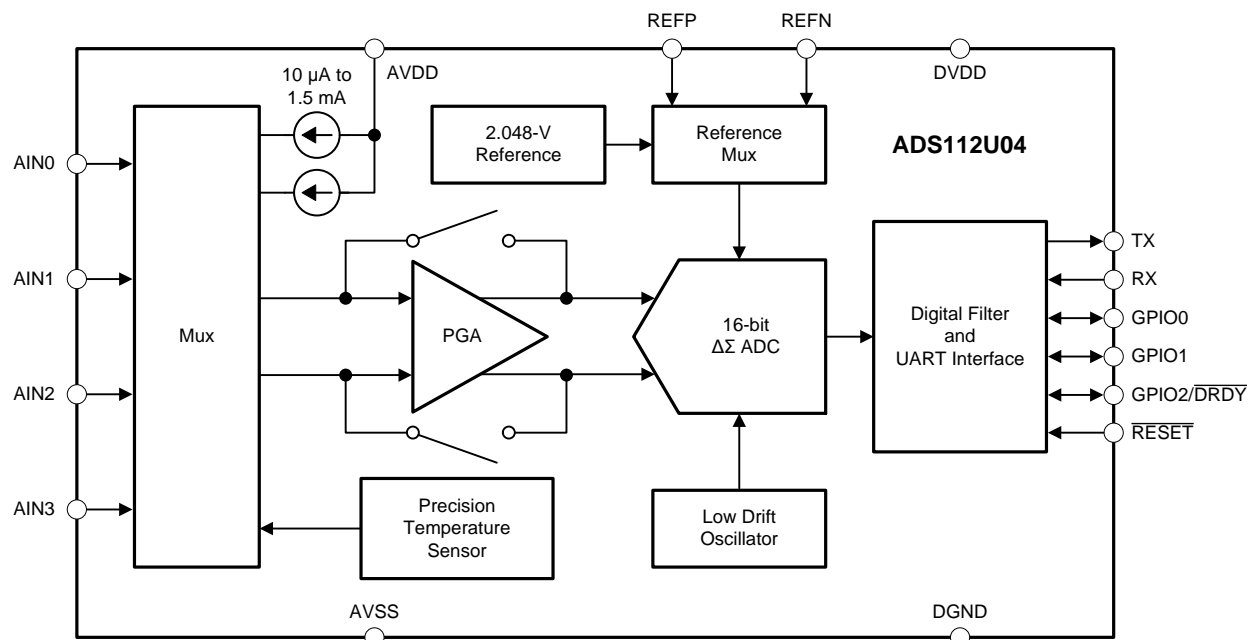 REFP
REFN
AVDD
DVDD
10 µA to
1.5 mA
2.048-V
Reference
Reference
Mux
ADS112U04
AIN0
AIN1
AIN2
AIN3
Mux
PGA
16-bit
ΔΣ ADC
Digital Filter
and
UART Interface
TX
RX
GPIO0
GPIO1
GPIO2/DRDY
RESET
Precision
Temperature
Sensor
Low Drift
Oscillator
AVSS
DGND